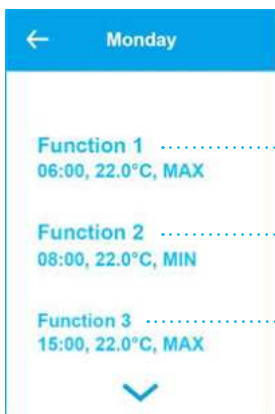 Monday
Function 1
06:00, 22.0°C, MAX
Function 2
08:00, 22.0°C, MIN
Function 3
15:00, 22.0°C, MAX